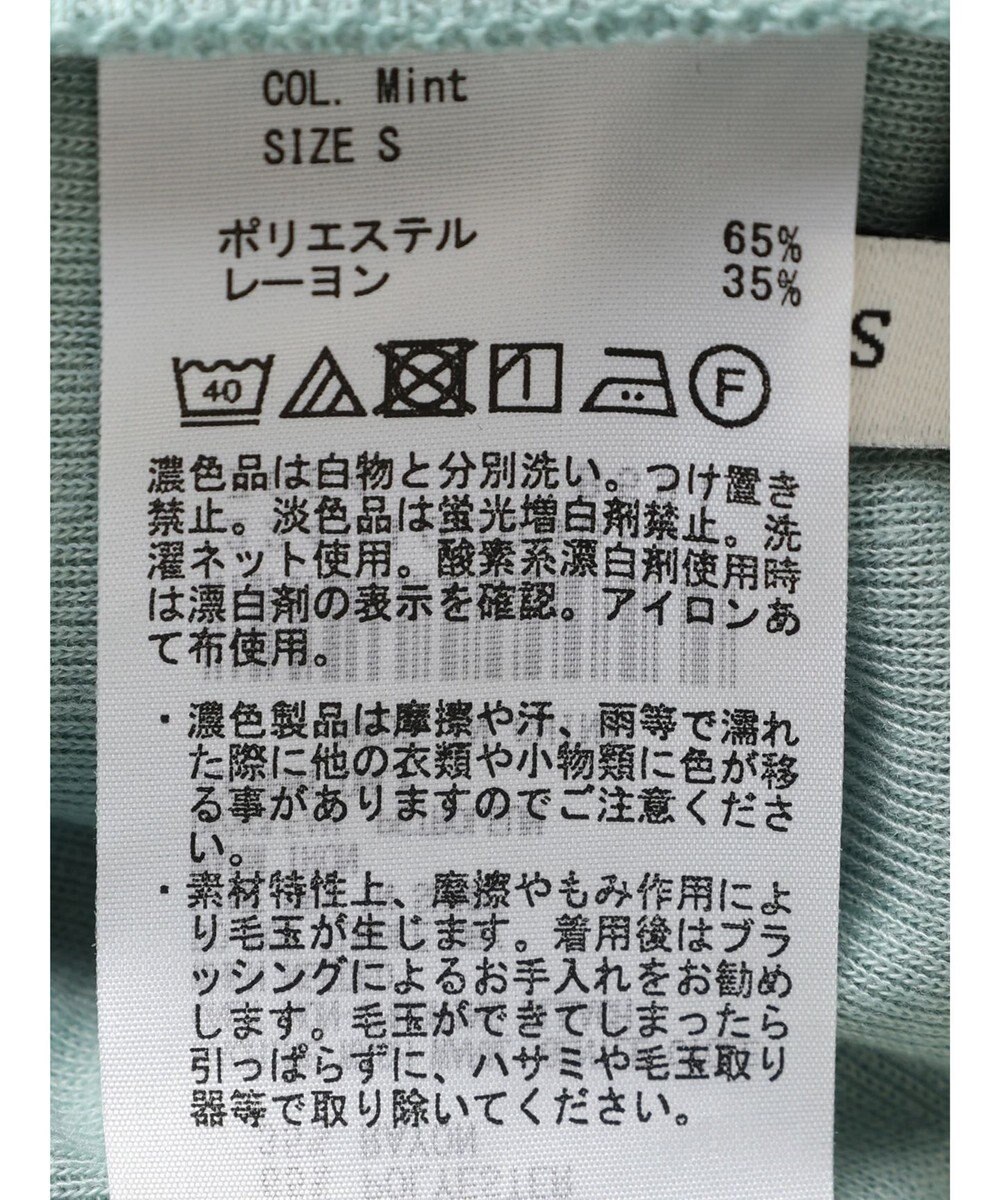 COL. Mint
SIZE S
ポリエステル 65%
レーヨン 35%
40
F
S
濃色品は白物と分別洗い。つけ置き
禁止。淡色品は蛍光増白剤禁止。洗
濯ネット使用。酸素系漂白剤使用時
は漂白剤の表示を確認。アイロンあ
て布使用。
・濃色製品は摩擦や汗、雨等で濡れ
た際に他の衣類や小物類に色が移
る事がありますのでご注意くださ
い。
・素材特性上、摩擦やもみ作用によ
り毛玉が生じます。着用後はブラ
ッシングによるお手入れをお勧め
します。毛玉ができてしまったら
引っぱらずに、ハサミや毛玉取り
器等で取り除いてください。